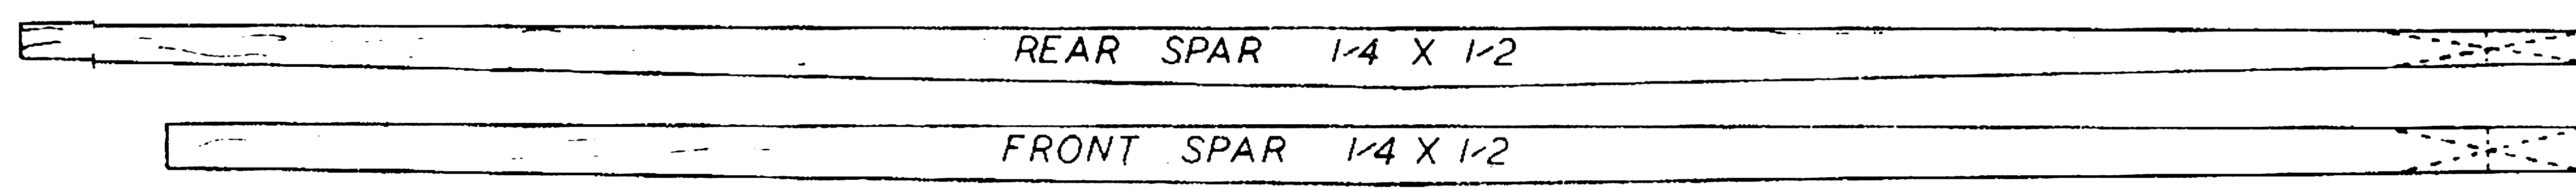 REAR SPAR 1/4 X 1/2
FRONT SPAR 1/4 X 1/2